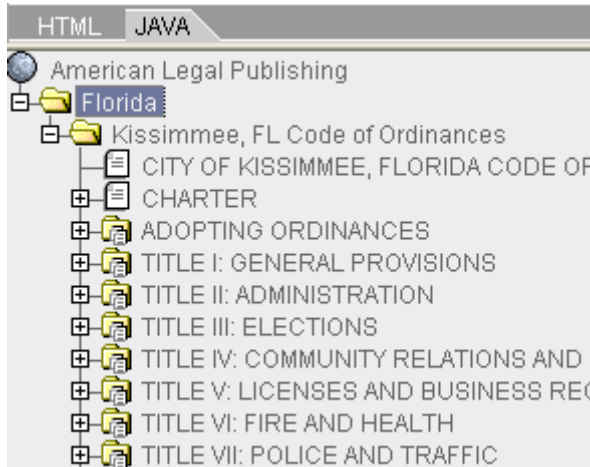 HTML JAVA
American Legal Publishing
Florida
Kissimmee, FL Code of Ordinances
CITY OF KISSIMMEE, FLORIDA CODE OF
CHARTER
ADOPTING ORDINANCES
TITLE I: GENERAL PROVISIONS
TITLE II: ADMINISTRATION
TITLE III: ELECTIONS
TITLE IV: COMMUNITY RELATIONS AND
TITLE V: LICENSES AND BUSINESS REG
TITLE VI: FIRE AND HEALTH
TITLE VII: POLICE AND TRAFFIC